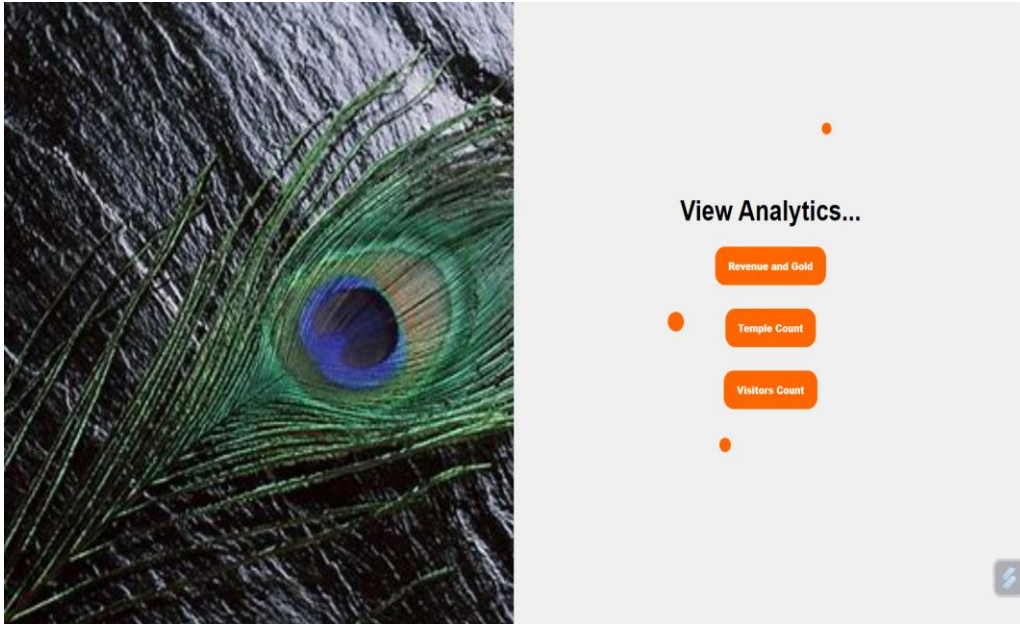 View Analytics...
Revenue and Gold
Temple Count
Visitors Count